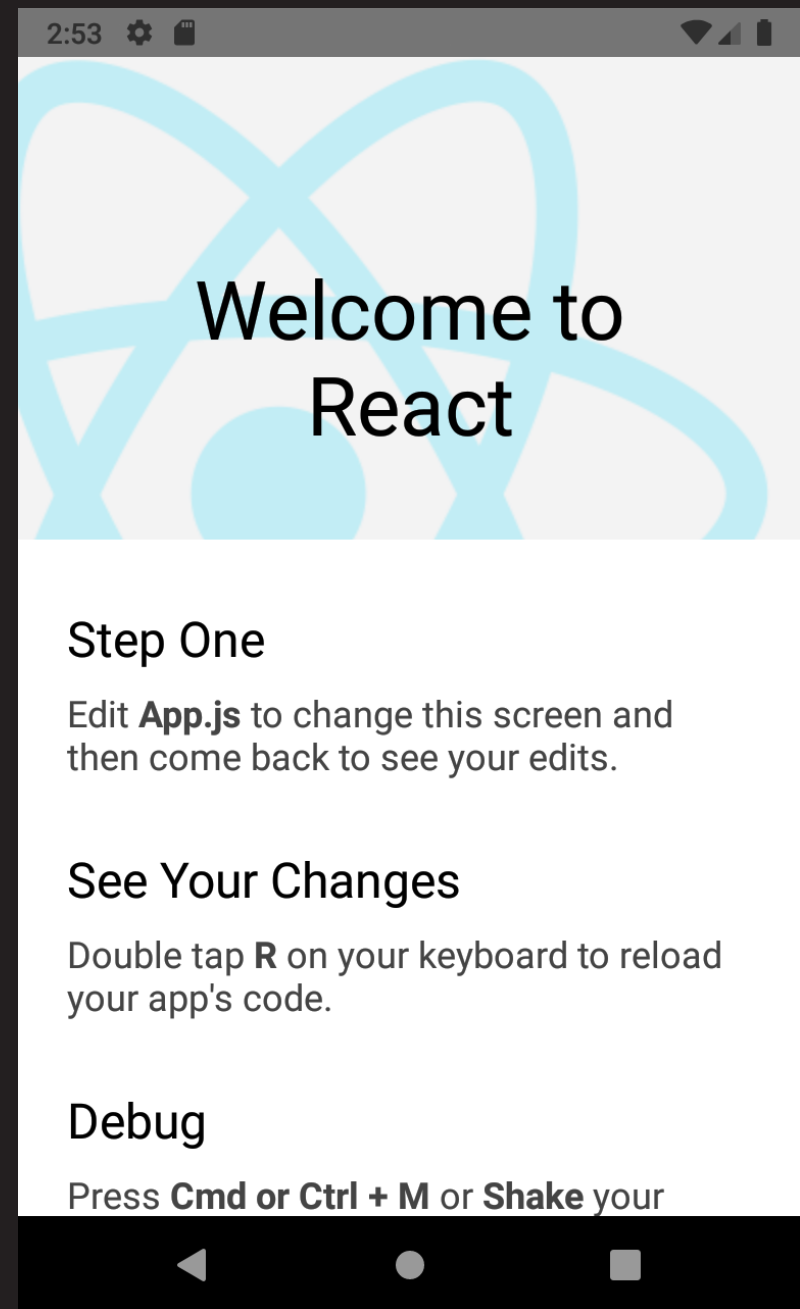 2:53
Welcome to
React
Step One
Edit App.js to change this screen and
then come back to see your edits.
See Your Changes
Double tap R on your keyboard to reload
your app's code.
Debug
Press Cmd or Ctrl + M or Shake your